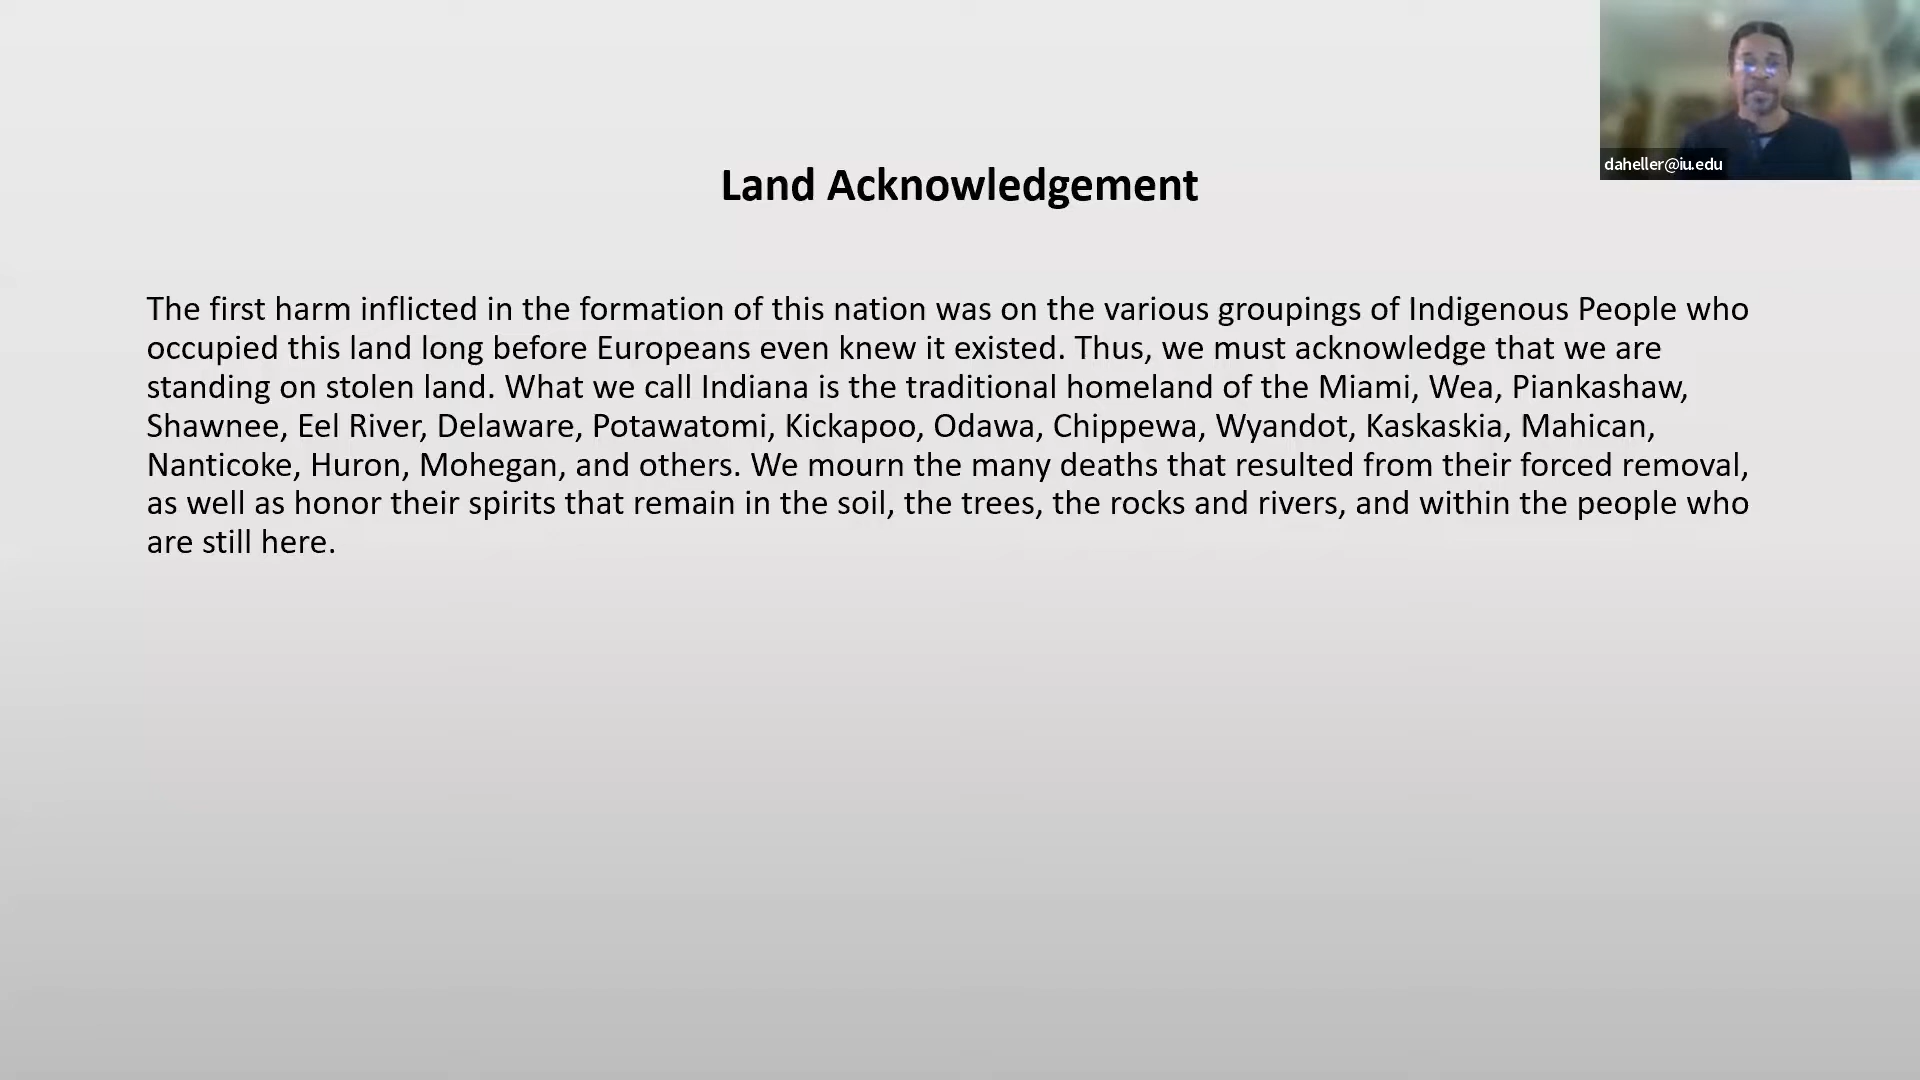 daheller@iu.edu
Land Acknowledgement
The first harm inflicted in the formation of this nation was on the various groupings of Indigenous People who
occupied this land long before Europeans even knew it existed. Thus, we must acknowledge that we are
standing on stolen land. What we call Indiana is the traditional homeland of the Miami, Wea, Piankashaw,
Shawnee, Eel River, Delaware, Potawatomi, Kickapoo, Odawa, Chippewa, Wyandot, Kaskaskia, Mahican,
Nanticoke, Huron, Mohegan, and others. We mourn the many deaths that resulted from their forced removal,
as well as honor their spirits that remain in the soil, the trees, the rocks and rivers, and within the people who
are still here.